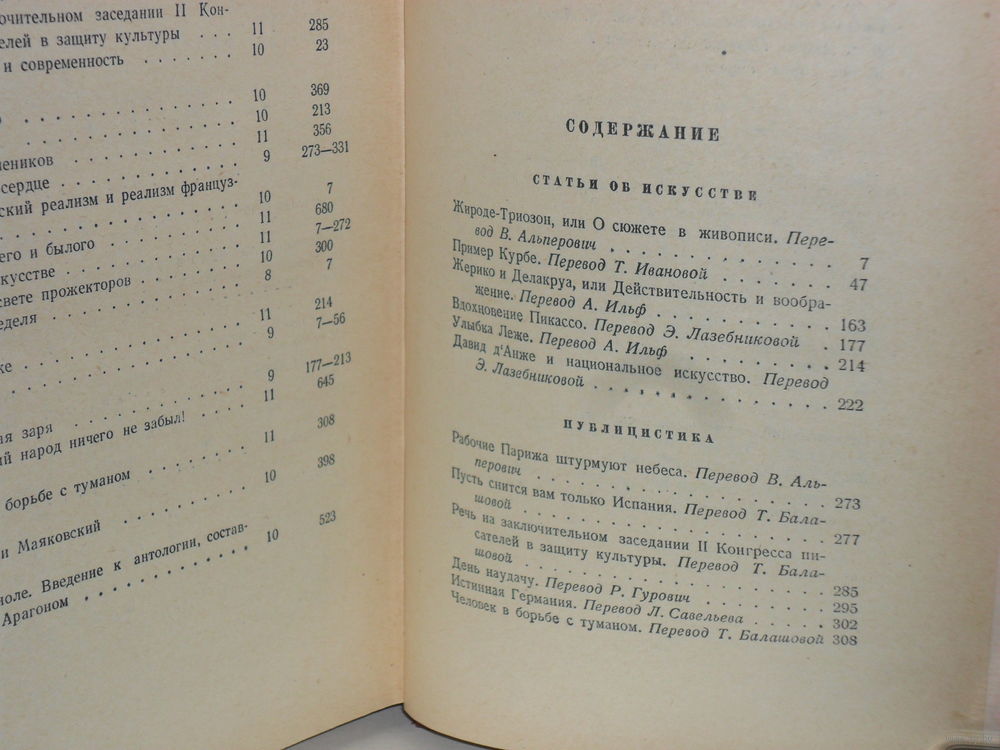 ючительном заседании II Кон-
елей в защиту культуры . . . 11 285
и современность . . . . . . . 10 23
. . . . . . . . . . . . . . . . 10 369
. . . . . . . . . . . . . . . . 10 213
чеников . . . . . . . . . . . . 11 356
сердце . . . . . . . . . . . . . 9 273—331
ский реализм и реализм француз-
. . . . . . . . . . . . . . . . 10 7
его и былого . . . . . . . . . 11 680
кусстве . . . . . . . . . . . . 11 7—272
свете прожекторов . . . . . . . 10 300
еделя . . . . . . . . . . . . . 8 7
ке . . . . . . . . . . . . . . 11 214
. . . . . . . . . . . . . . . . 9 7—56
. . . . . . . . . . . . . . . . 9 177—213
ая заря . . . . . . . . . . . . 11 645
ий народ ничего не забыл! . . . . 11 308
борьбе с туманом . . . . . . .
и Маяковский . . . . . . . . . 10 398
юле. Введение к антологии, состав-
Арагоном . . . . . . . . . . . 10 523
СОДЕРЖАНИЕ
СТАТЬИ ОБ ИСКУССТВЕ
Жироде-Триозон, или О сюжете в живописи. Пере-
вод В. Альперович . . . . . . . . . . . . . 7
Пример Курбе. Перевод Т. Ивановой . . . . . . . 47
Жерико и Делакруа, или Действительность и вообра-
жение. Перевод А. Ильф . . . . . . . . . . . 163
Вдохновение Пикассо. Перевод Э. Лазебниковой . 177
Улыбка Леже. Перевод А. Ильф . . . . . . . . . 214
Давид д'Анже и национальное искусство. Перевод
Э. Лазебниковой . . . . . . . . . . . . . . 222
ПУБЛИЦИСТИКА
Рабочие Парижа штурмуют небеса. Перевод В. Аль-
перович . . . . . . . . . . . . . . . . . . 273
Пусть снится вам только Испания. Перевод Т. Бала-
шовой . . . . . . . . . . . . . . . . . . . 277
Речь на заключительном заседании II Конгресса пи-
сателей в защиту культуры. Перевод Т. Бала-
шовой . . . . . . . . . . . . . . . . . . . 285
День наудачу. Перевод Р. Гурович . . . . . . . . 295
Истинная Германия. Перевод Л. Савельева . . . . . 302
Человек в борьбе с туманом. Перевод Т. Балашовой 308